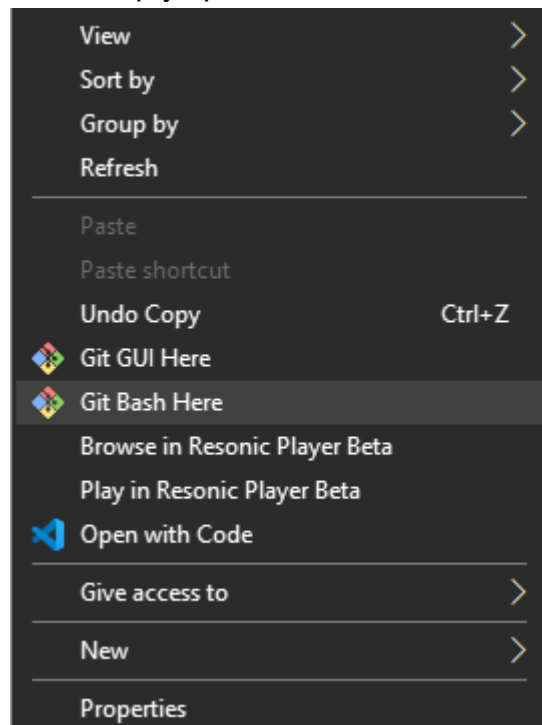 View
Sort by
Group by
Refresh
Paste
Paste shortcut
Undo Copy Ctrl+Z
Git GUI Here
Git Bash Here
Browse in Resonic Player Beta
Play in Resonic Player Beta
Open with Code
Give access to
New
Properties